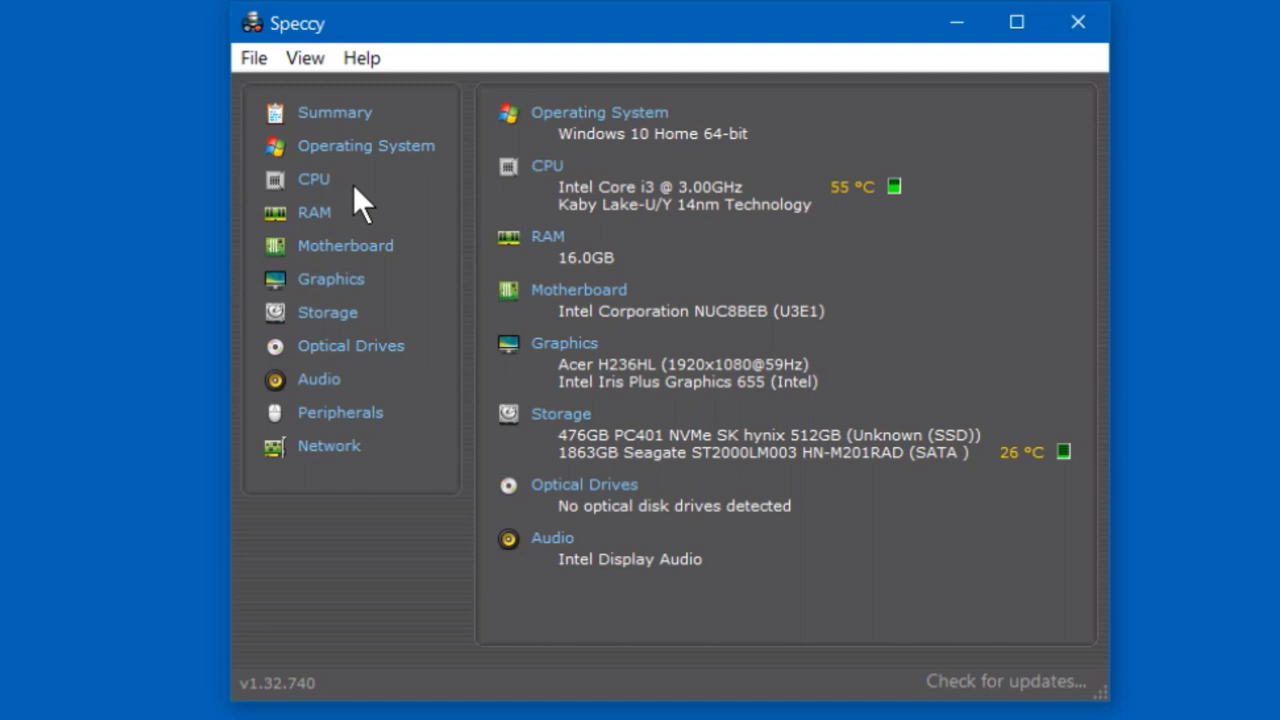 Speccy
File View Help
Summary
Operating System
CPU
RAM
Motherboard
Graphics
Storage
Optical Drives
Audio
Peripherals
Network
Operating System
Windows 10 Home 64-bit
CPU
Intel Core i3 @ 3.00GHz 55 °C
Kaby Lake-U/Y 14nm Technology
RAM
16.0GB
Motherboard
Intel Corporation NUC8BEB (U3E1)
Graphics
Acer H236HL (1920x1080@59Hz)
Intel Iris Plus Graphics 655 (Intel)
Storage
476GB PC401 NVMe SK hynix 512GB (Unknown (SSD))
1863GB Seagate ST2000LM003 HN-M201RAD (SATA ) 26 °C
Optical Drives
No optical disk drives detected
Audio
Intel Display Audio
v1.32.740
Check for updates...